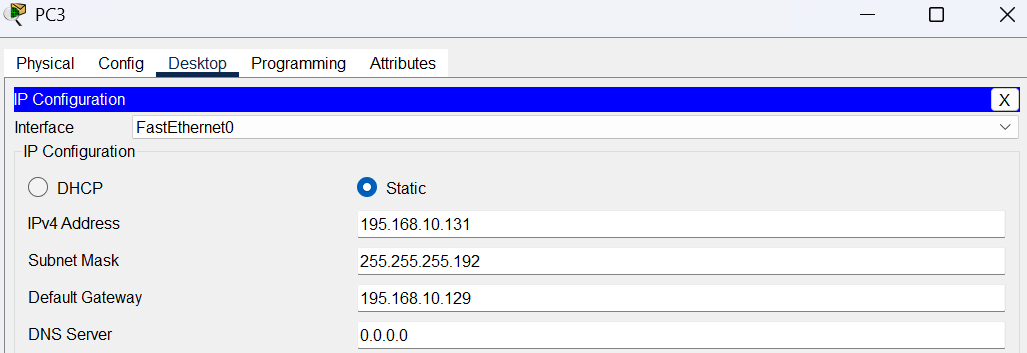 PC3
Physical Config Desktop Programming Attributes
IP Configuration X
Interface FastEthernet0
IP Configuration
DHCP Static
IPv4 Address 195.168.10.131
Subnet Mask 255.255.255.192
Default Gateway 195.168.10.129
DNS Server 0.0.0.0